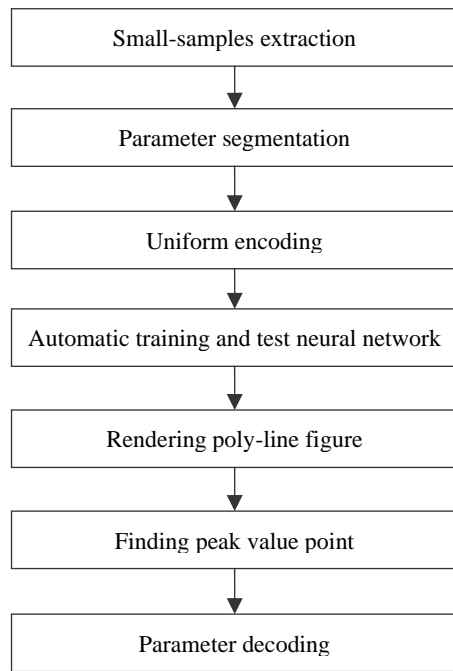 Small-samples extraction
Parameter segmentation
Uniform encoding
Automatic training and test neural network
Rendering poly-line figure
Finding peak value point
Parameter decoding